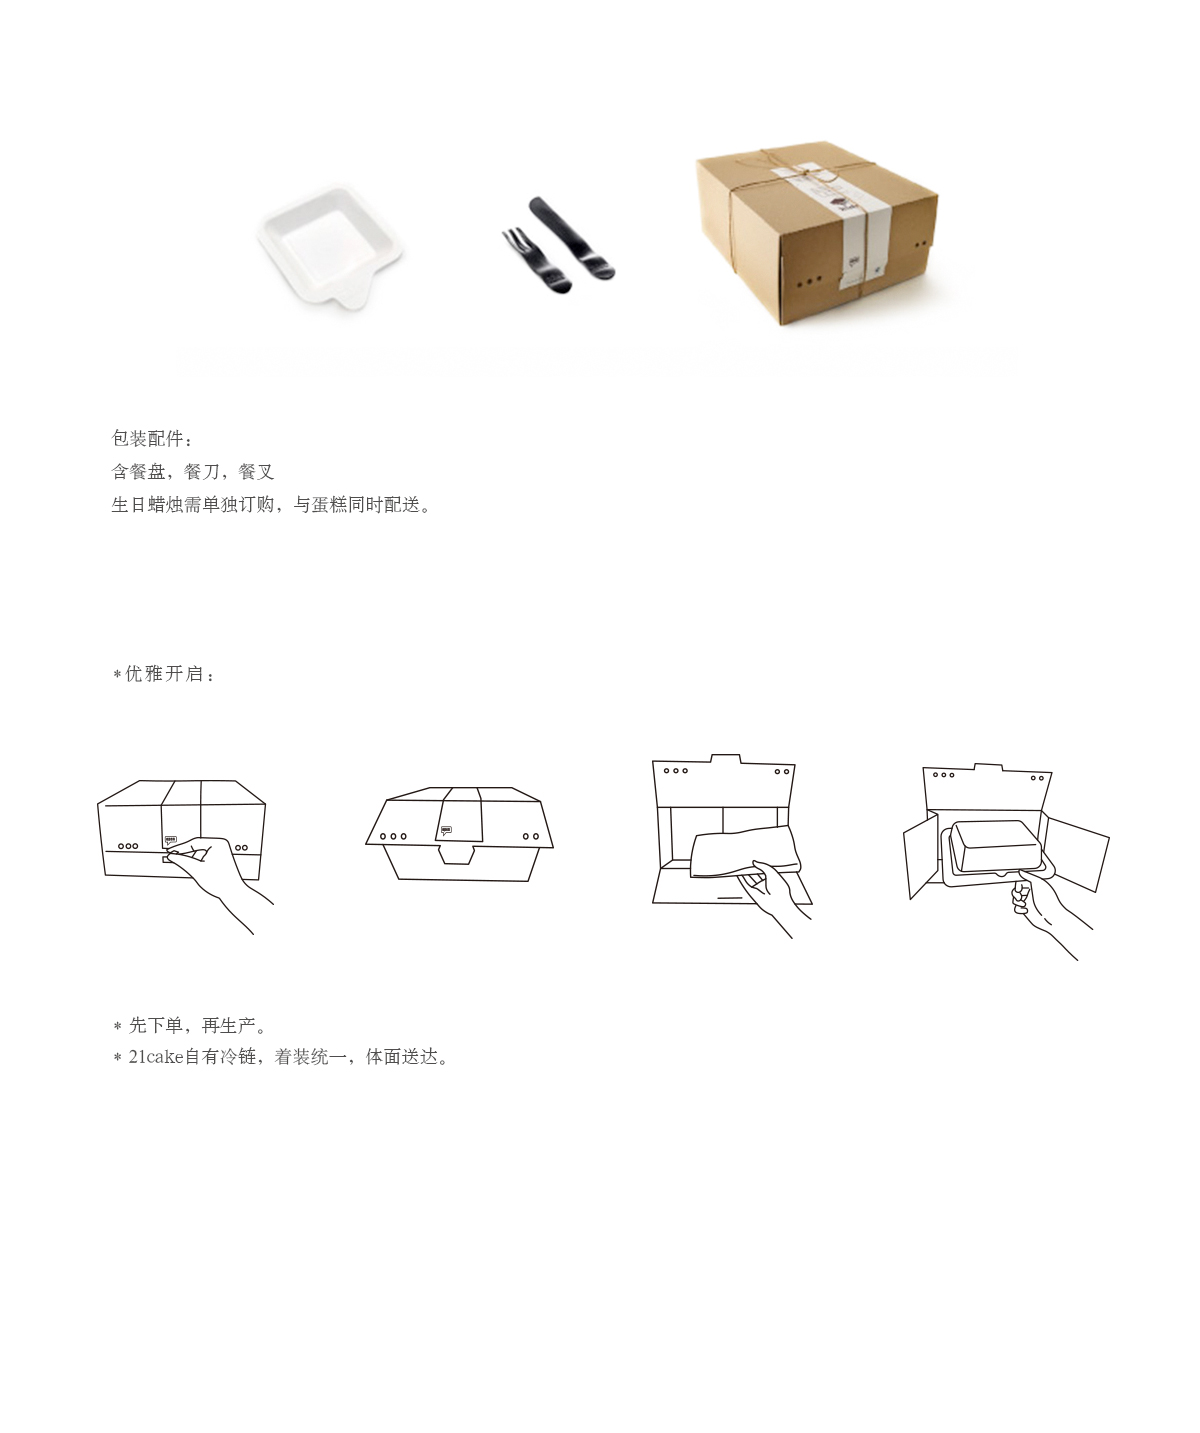 包装配件：
含餐盘，餐刀，餐叉
生日蜡烛需单独订购，与蛋糕同时配送。
*优雅开启：
* 先下单，再生产。
* 21cake自有冷链，着装统一，体面送达。